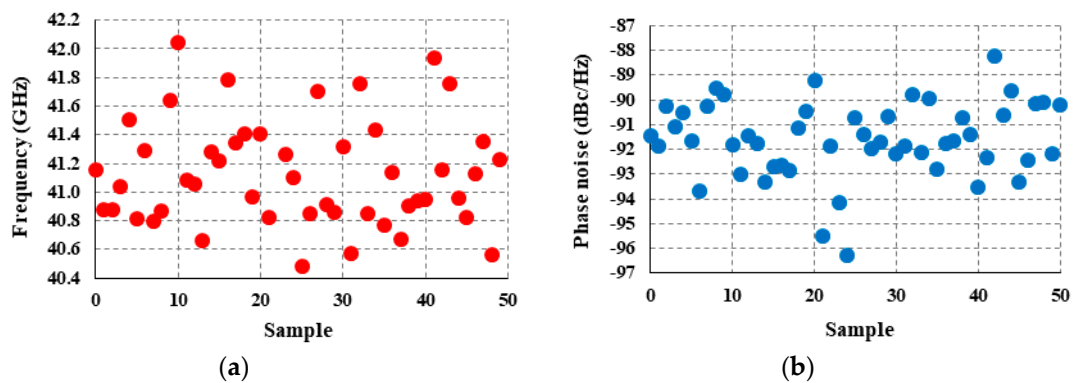 Frequency (GHz)
42.2
42.0
41.8
41.6
41.4
41.2
41.0
40.8
40.6
40.4
0 10 20 30 40 50
Sample
(a)
Phase noise (dBc/Hz)
-87
-88
-89
-90
-91
-92
-93
-94
-95
-96
-97
0 10 20 30 40 50
Sample
(b)